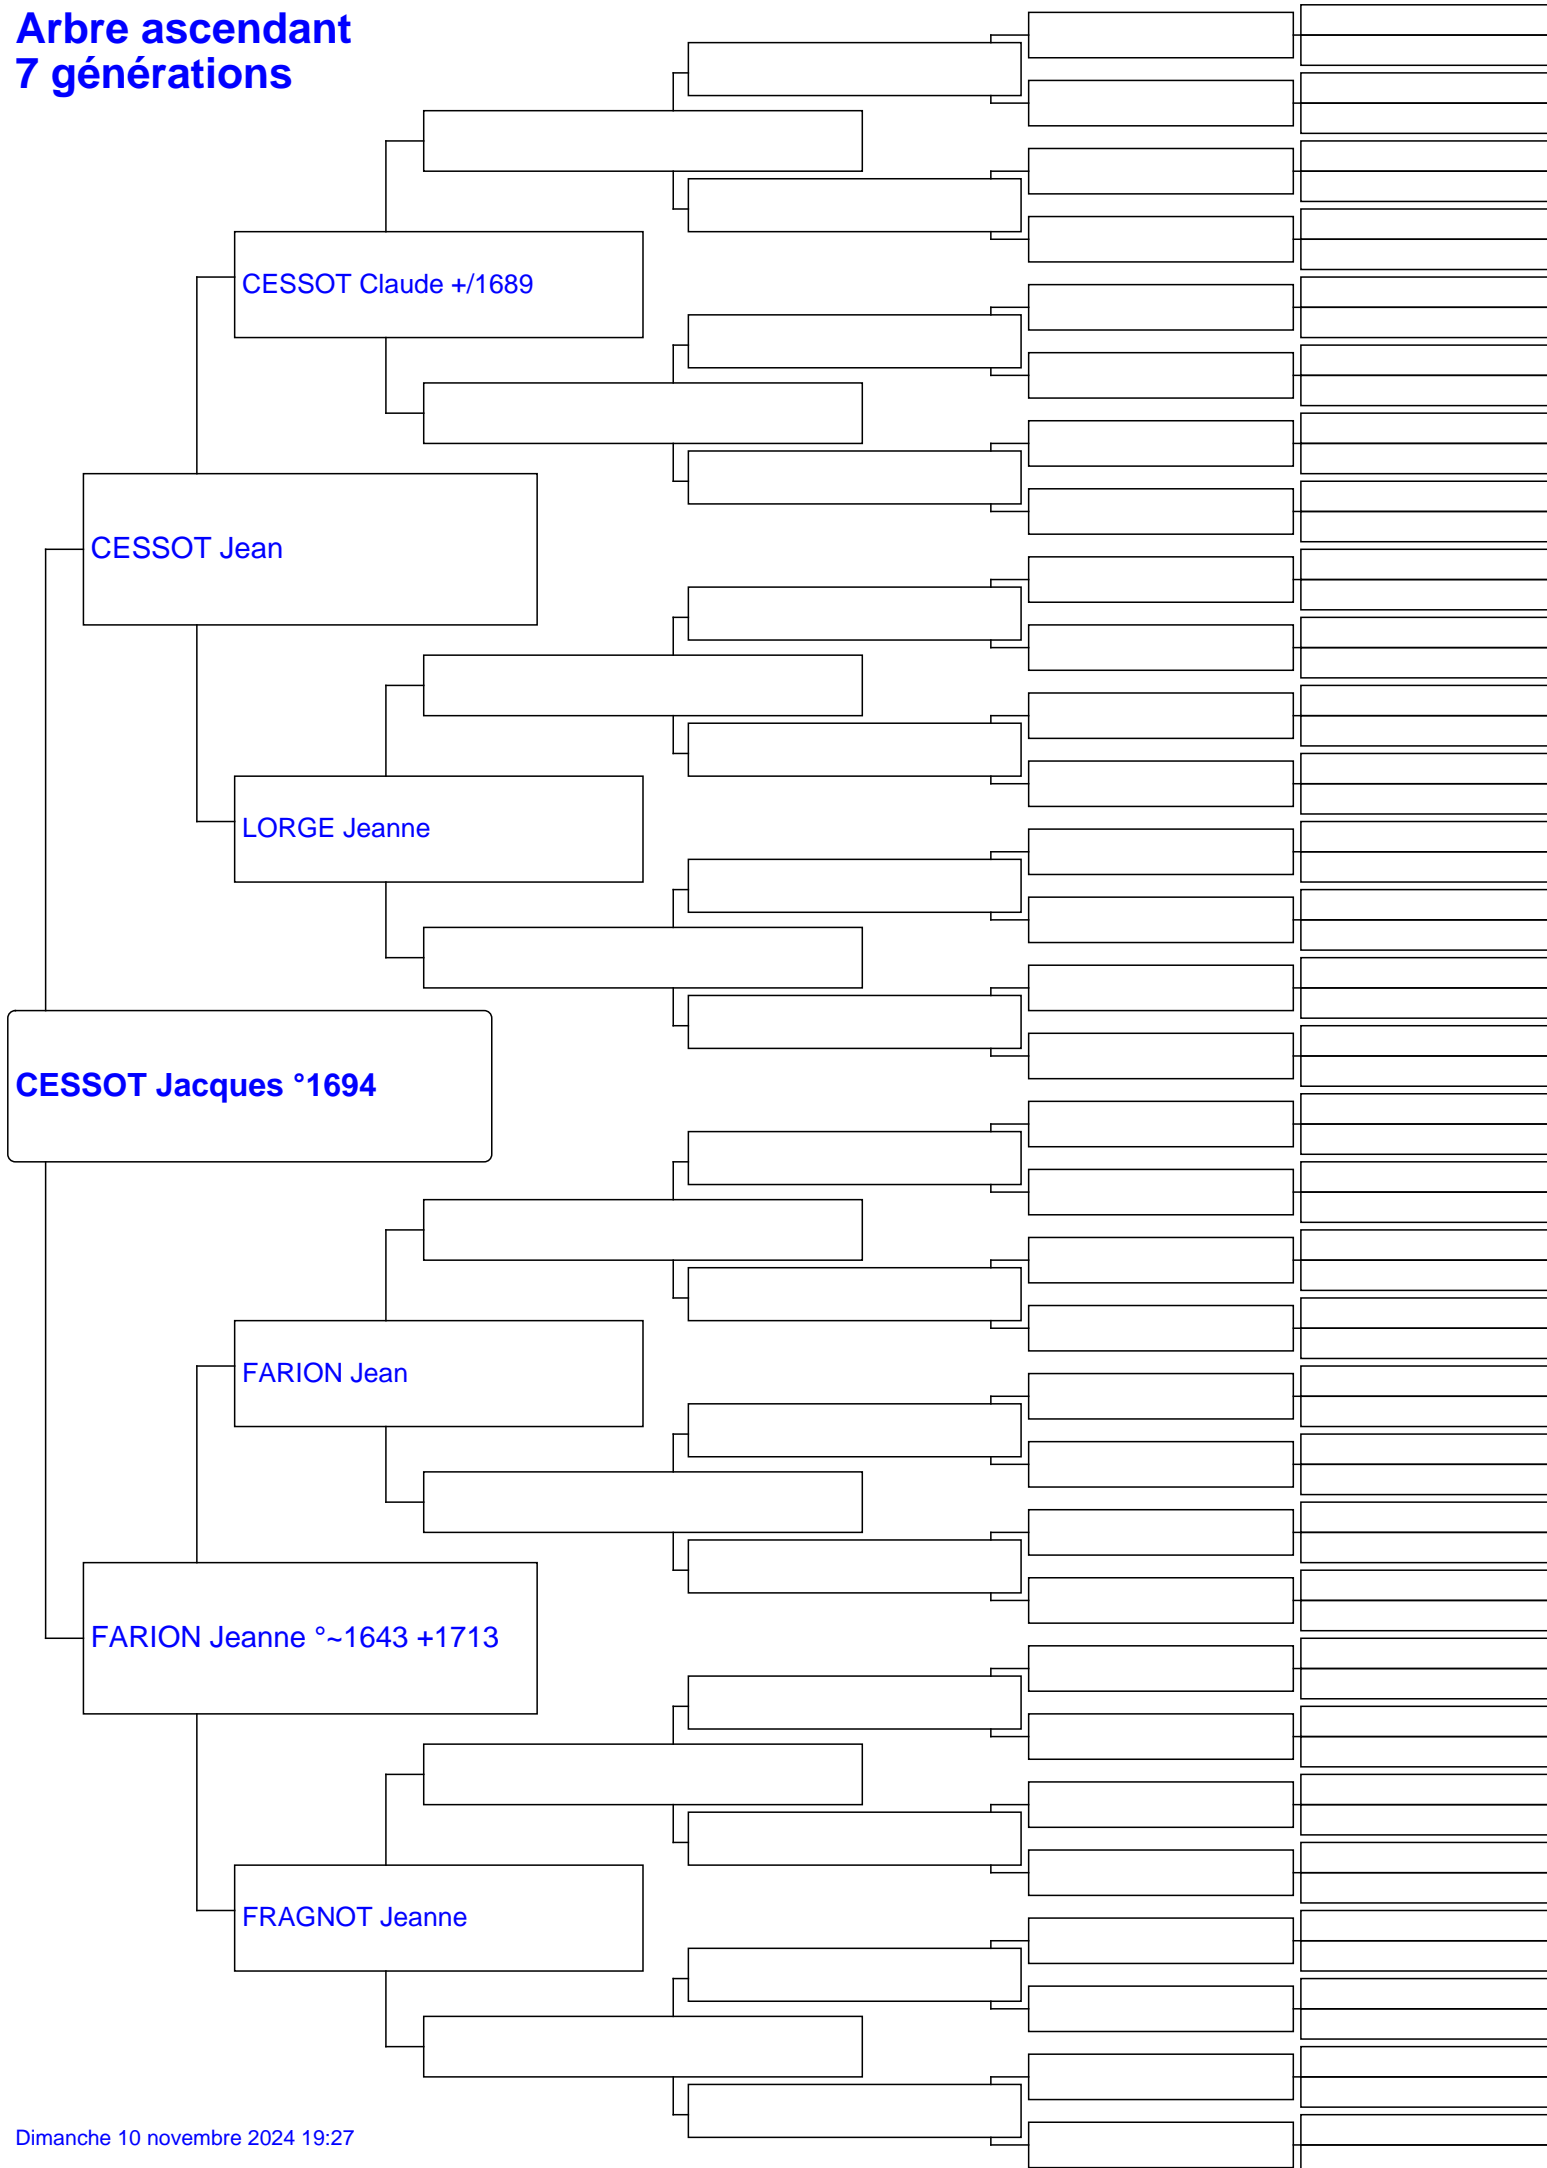 Arbre ascendant
7 générations
CESSOT Claude +/1689
CESSOT Jean
LORGE Jeanne
CESSOT Jacques °1694
FARION Jean
FARION Jeanne °~1643 +1713
FRAGNOT Jeanne
Dimanche 10 novembre 2024 19:27